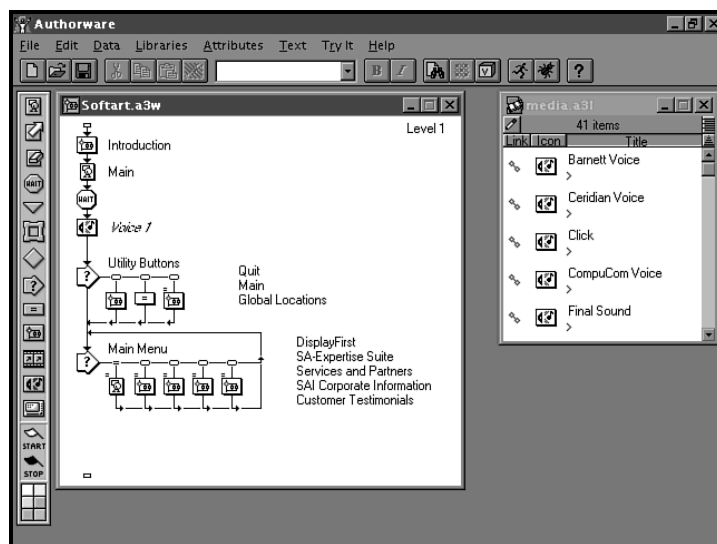 Authorware
File Edit Data Libraries Attributes Text Try It Help
B I ?
Softart.a3w
Level 1
Introduction
Main
WAIT
Voice 1
Utility Buttons
?
=
Quit
Main
Global Locations
Main Menu
?
DisplayFirst
SA-Expertise Suite
Services and Partners
SAI Corporate Information
Customer Testimonials
WAIT
?
=
START
STOP
media.a3l
41 items
Link Icon Title
Barnett Voice
>
Ceridian Voice
>
Click
>
CompuCom Voice
>
Final Sound
>